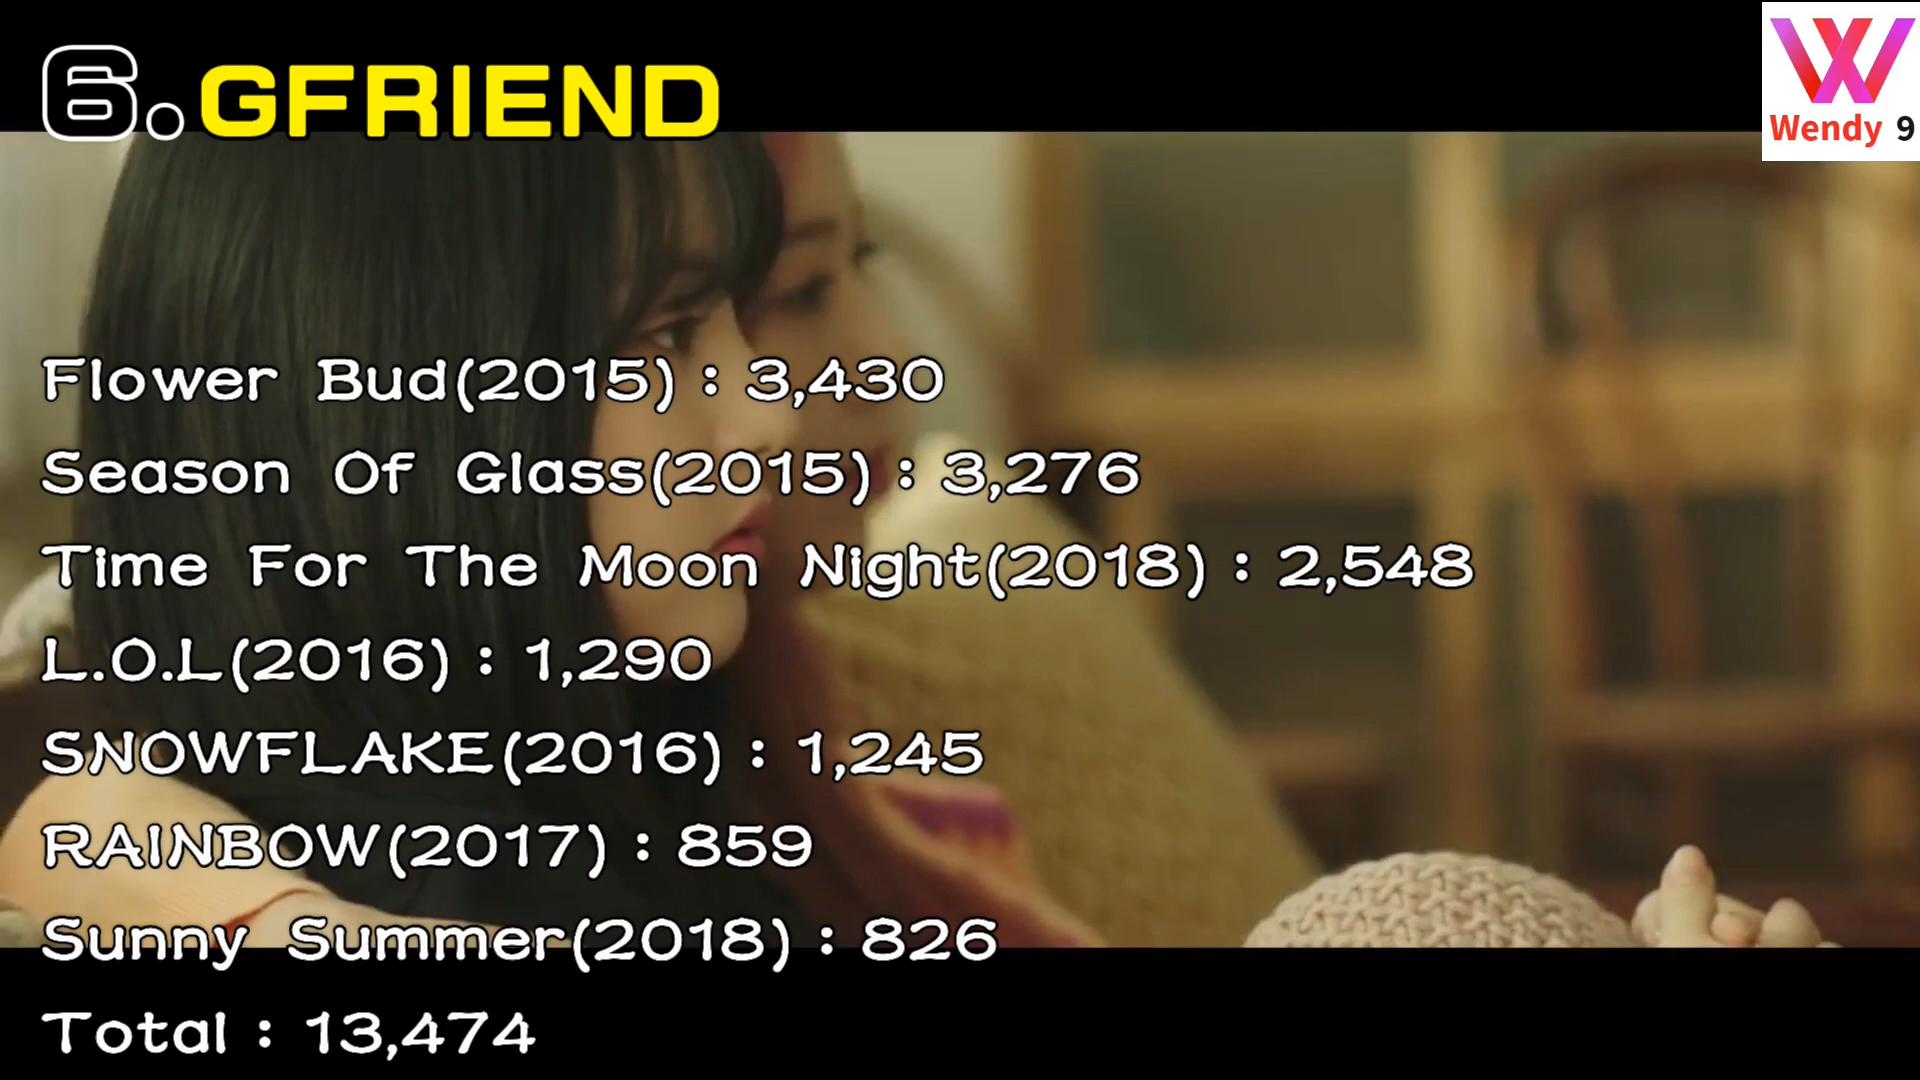 6.GFRIEND
Wendy 9
Flower Bud(2015) : 3,430
Season Of Glass(2015) : 3,276
Time For The Moon Night(2018) : 2,548
L.O.L(2016) : 1,290
SNOWFLAKE(2016) : 1,245
RAINBOW(2017) : 859
Sunny Summer(2018) : 826
Total : 13,474